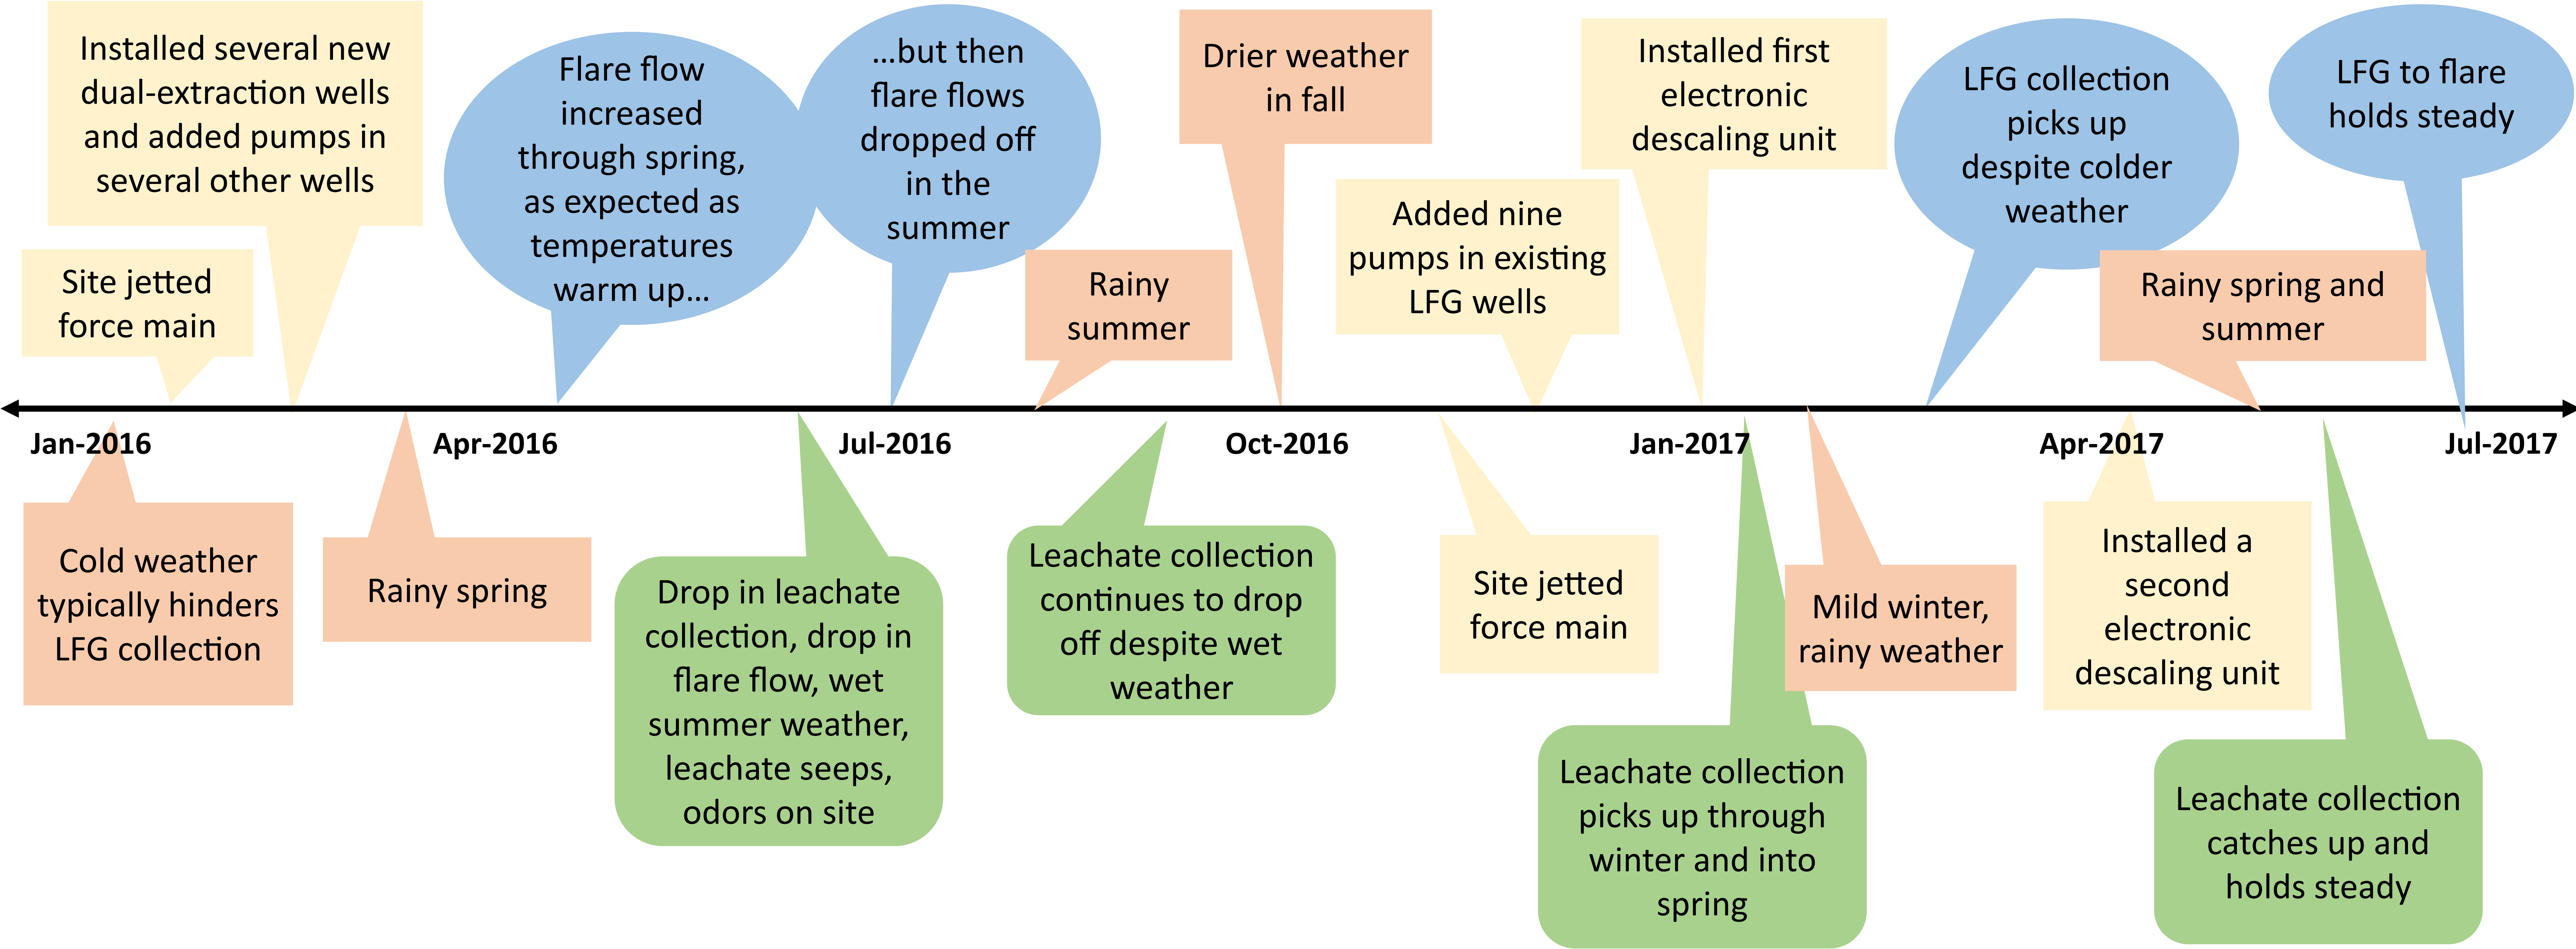 Installed several new
dual-extraction wells
and added pumps in
several other wells
Site jetted
force main
Flare flow
increased
through spring,
as expected as
temperatures
warm up...
...but then
flare flows
dropped off
in the
summer
Rainy
summer
Drier weather
in fall
Added nine
pumps in existing
LFG wells
Installed first
electronic
descaling unit
LFG collection
picks up
despite colder
weather
Rainy spring and
summer
LFG to flare
holds steady
Jan-2016
Apr-2016
Jul-2016
Oct-2016
Jan-2017
Apr-2017
Jul-2017
Cold weather
typically hinders
LFG collection
Rainy spring
Drop in leachate
collection, drop in
flare flow, wet
summer weather,
leachate seeps,
odors on site
Leachate collection
continues to drop
off despite wet
weather
Site jetted
force main
Leachate collection
picks up through
winter and into
spring
Mild winter,
rainy weather
Installed a
second
electronic
descaling unit
Leachate collection
catches up and
holds steady